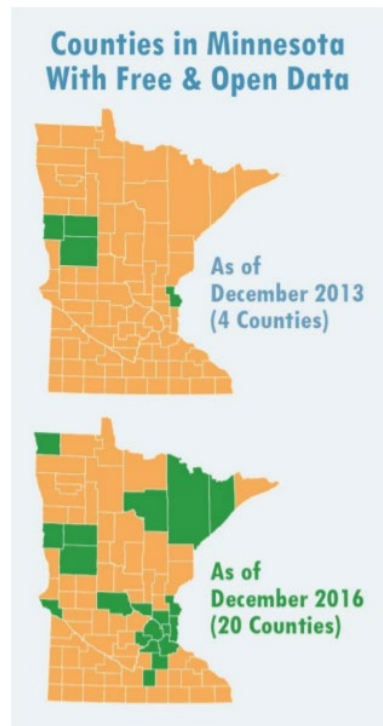 Counties in Minnesota
With Free & Open Data
As of
December 2013
(4 Counties)
As of
December 2016
(20 Counties)